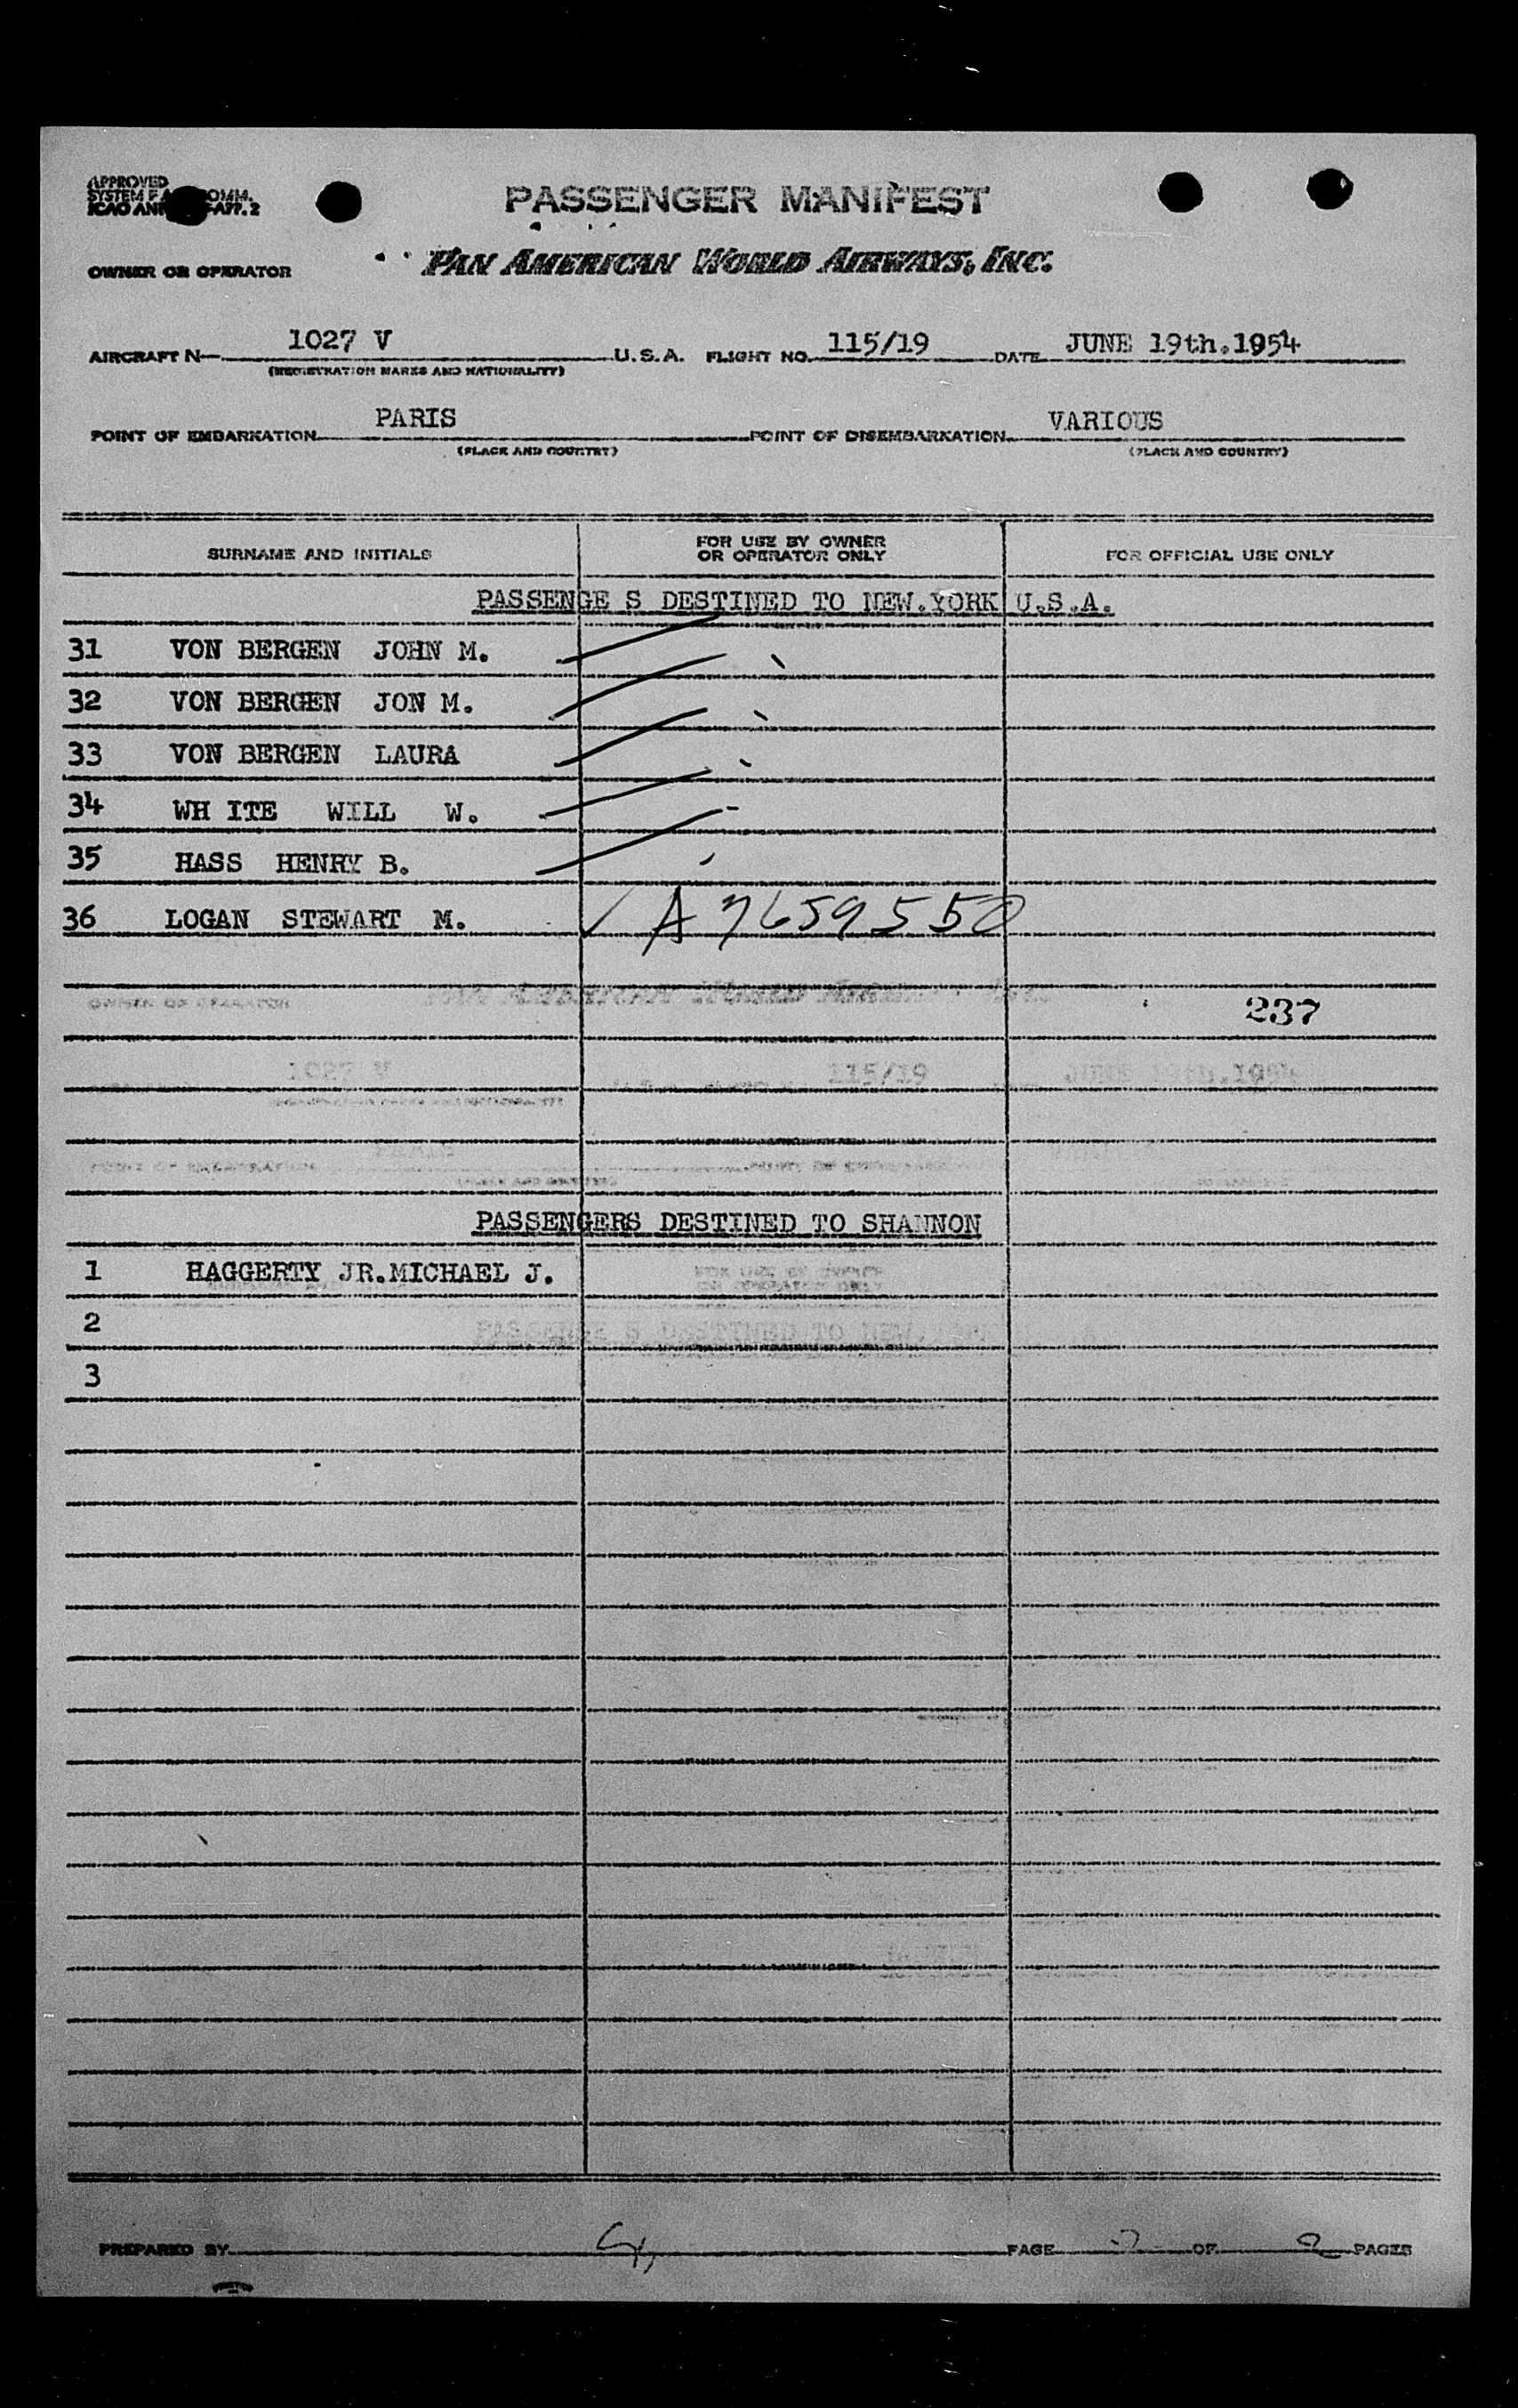 APPROVED
SYSTEM
ICAO
PASSENGER MANIFEST
OWNER OR OPERATOR PAN AMERICAN WORLD AIRWAYS, INC.
AIRCRAFT N— 1027 V U.S.A. FLIGHT NO. 115/19 DATE JUNE 19th.1954
(REGISTRATION MARKS AND NATIONALITY)
POINT OF EMBARKATION PARIS POINT OF DISEMBARKATION VARIOUS
(PLACE AND COUNTRY) (PLACE AND COUNTRY)
SURNAME AND INITIALS FOR USE BY OWNER OR OPERATOR ONLY FOR OFFICIAL USE ONLY
PASSENGE S DESTINED TO NEW.YORK U.S.A.
31 VON BERGEN JOHN M.
32 VON BERGEN JON M.
33 VON BERGEN LAURA
34 WH ITE WILL W.
35 HASS HENRY B.
36 LOGAN STEWART M. ✓ A7659550
237
PASSENGERS DESTINED TO SHANNON
1 HAGGERTY JR.MICHAEL J.
2
3
PREPARED BY PAGE 2 OF 2 PAGES